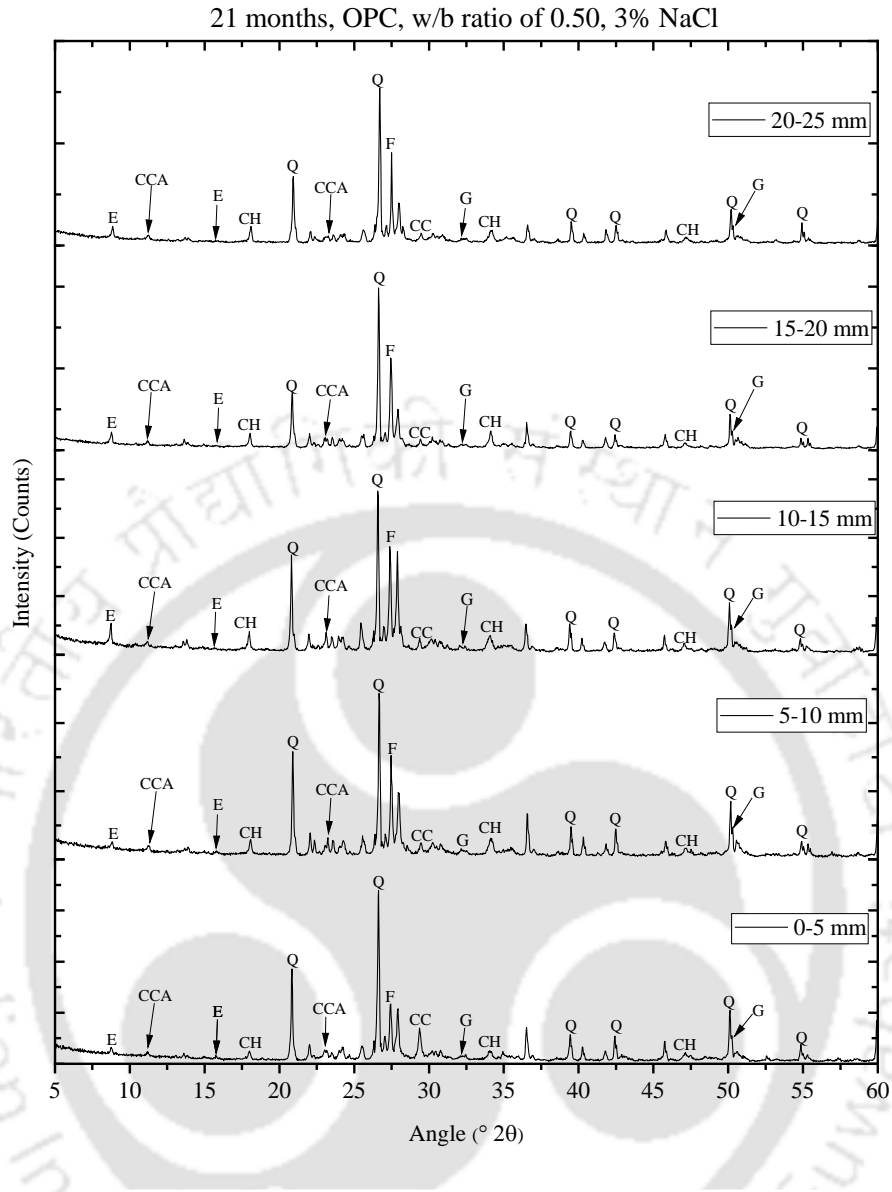 21 months, OPC, w/b ratio of 0.50, 3% NaCl
Q
20-25 mm
F
CCA E CCA
Q G Q G
E CH CH Q Q CH Q
CC
Q
15-20 mm
F
CCA E Q CCA G Q G
E CH CH Q Q CH Q
CC
प्रौद्योगिकी संस्थान
Q
10-15 mm
F
Q
CCA E CCA G Q G
E CH CH Q Q CH Q
CC
Q
5-10 mm
Q F
CCA E CCA Q G
E CH CH Q Q CH Q
CC G
Q
0-5 mm
Q
CCA E CCA F CC G Q G
E CH CH Q Q CH Q
5 10 15 20 25 30 35 40 45 50 55 60
Angle (° 2θ)
Intensity (Counts)